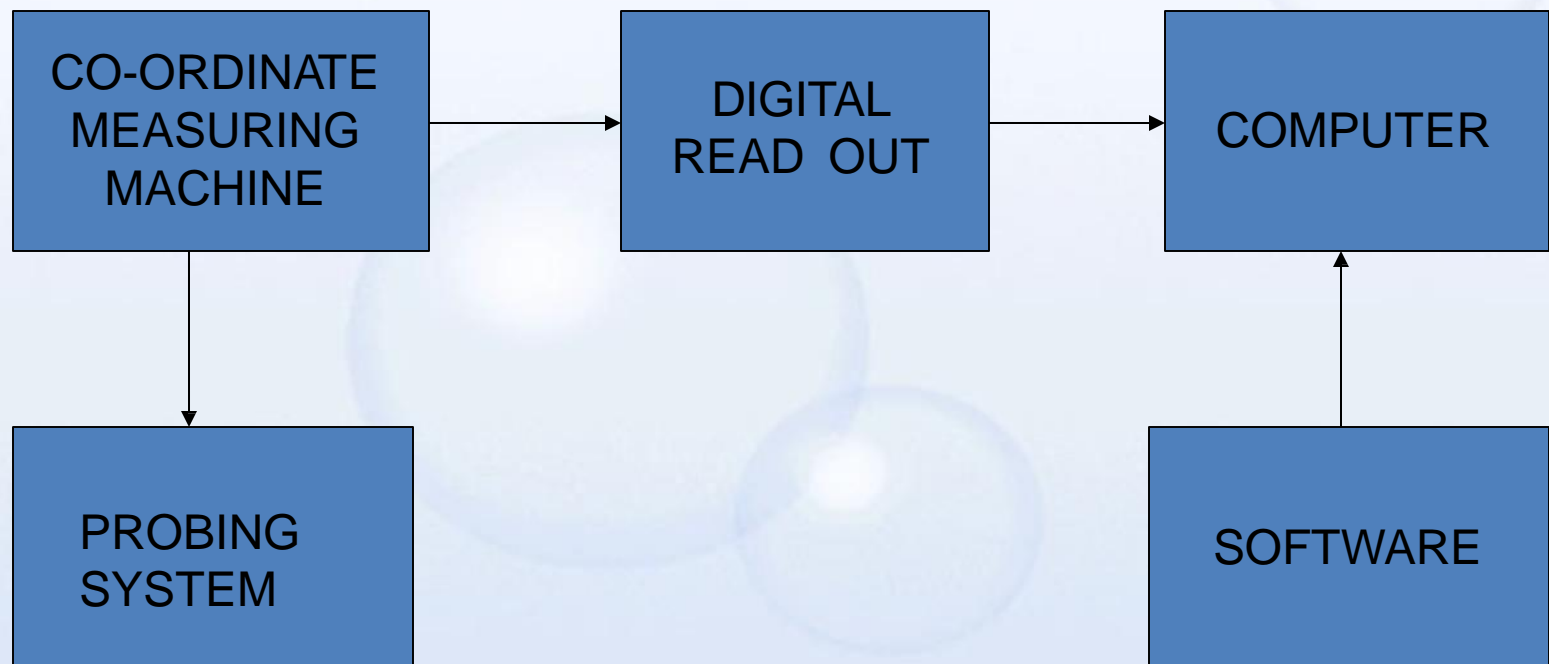 CO-ORDINATE
MEASURING
MACHINE
DIGITAL
READ OUT
COMPUTER
PROBING
SYSTEM
SOFTWARE